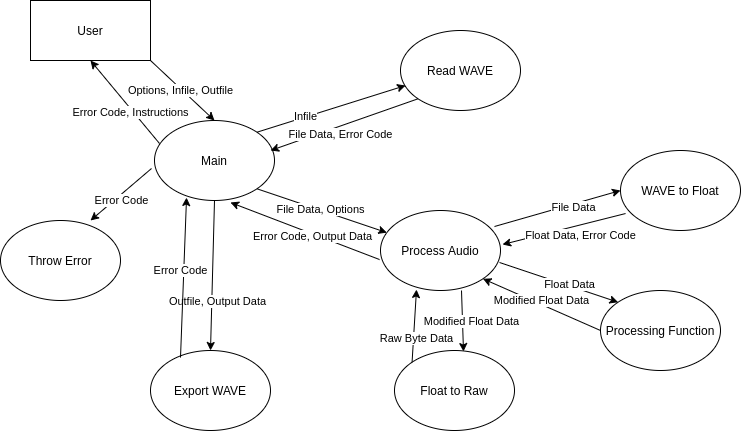 User
Read WAVE
Options, Infile, Outfile
Error Code, Instructions
Infile
File Data, Error Code
Main
WAVE to Float
Error Code
File Data, Options
File Data
Error Code, Output Data
Float Data, Error Code
Process Audio
Throw Error
Error Code
Float Data
Outfile, Output Data
Modified Float Data
Modified Float Data
Processing Function
Raw Byte Data
Export WAVE
Float to Raw